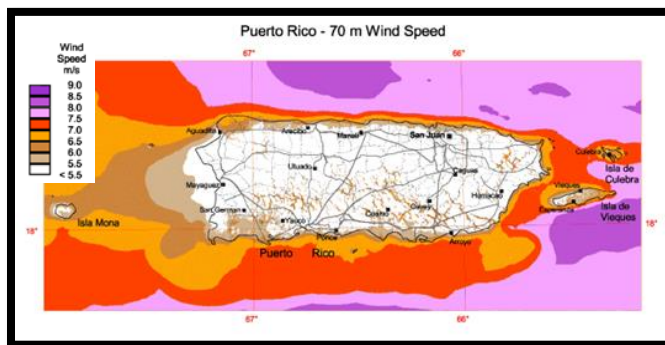 Puerto Rico - 70 m Wind Speed
Wind
Speed
m/s
9.0
8.5
8.0
7.5
7.0
6.5
6.0
5.5
< 5.5
67°
66°
Aguadilla
Arecibo
Manati
San Juan
Culebra
Isla de
Culebra
Utuado
Caguas
Mayaguez
Humacao
Vieques
Esperanza
Isla de
Vieques
San German
Yauco
Coamo
Cayey
Isla Mona
18°
Ponce
Arroyo
18°
Puerto Rico
67°
66°